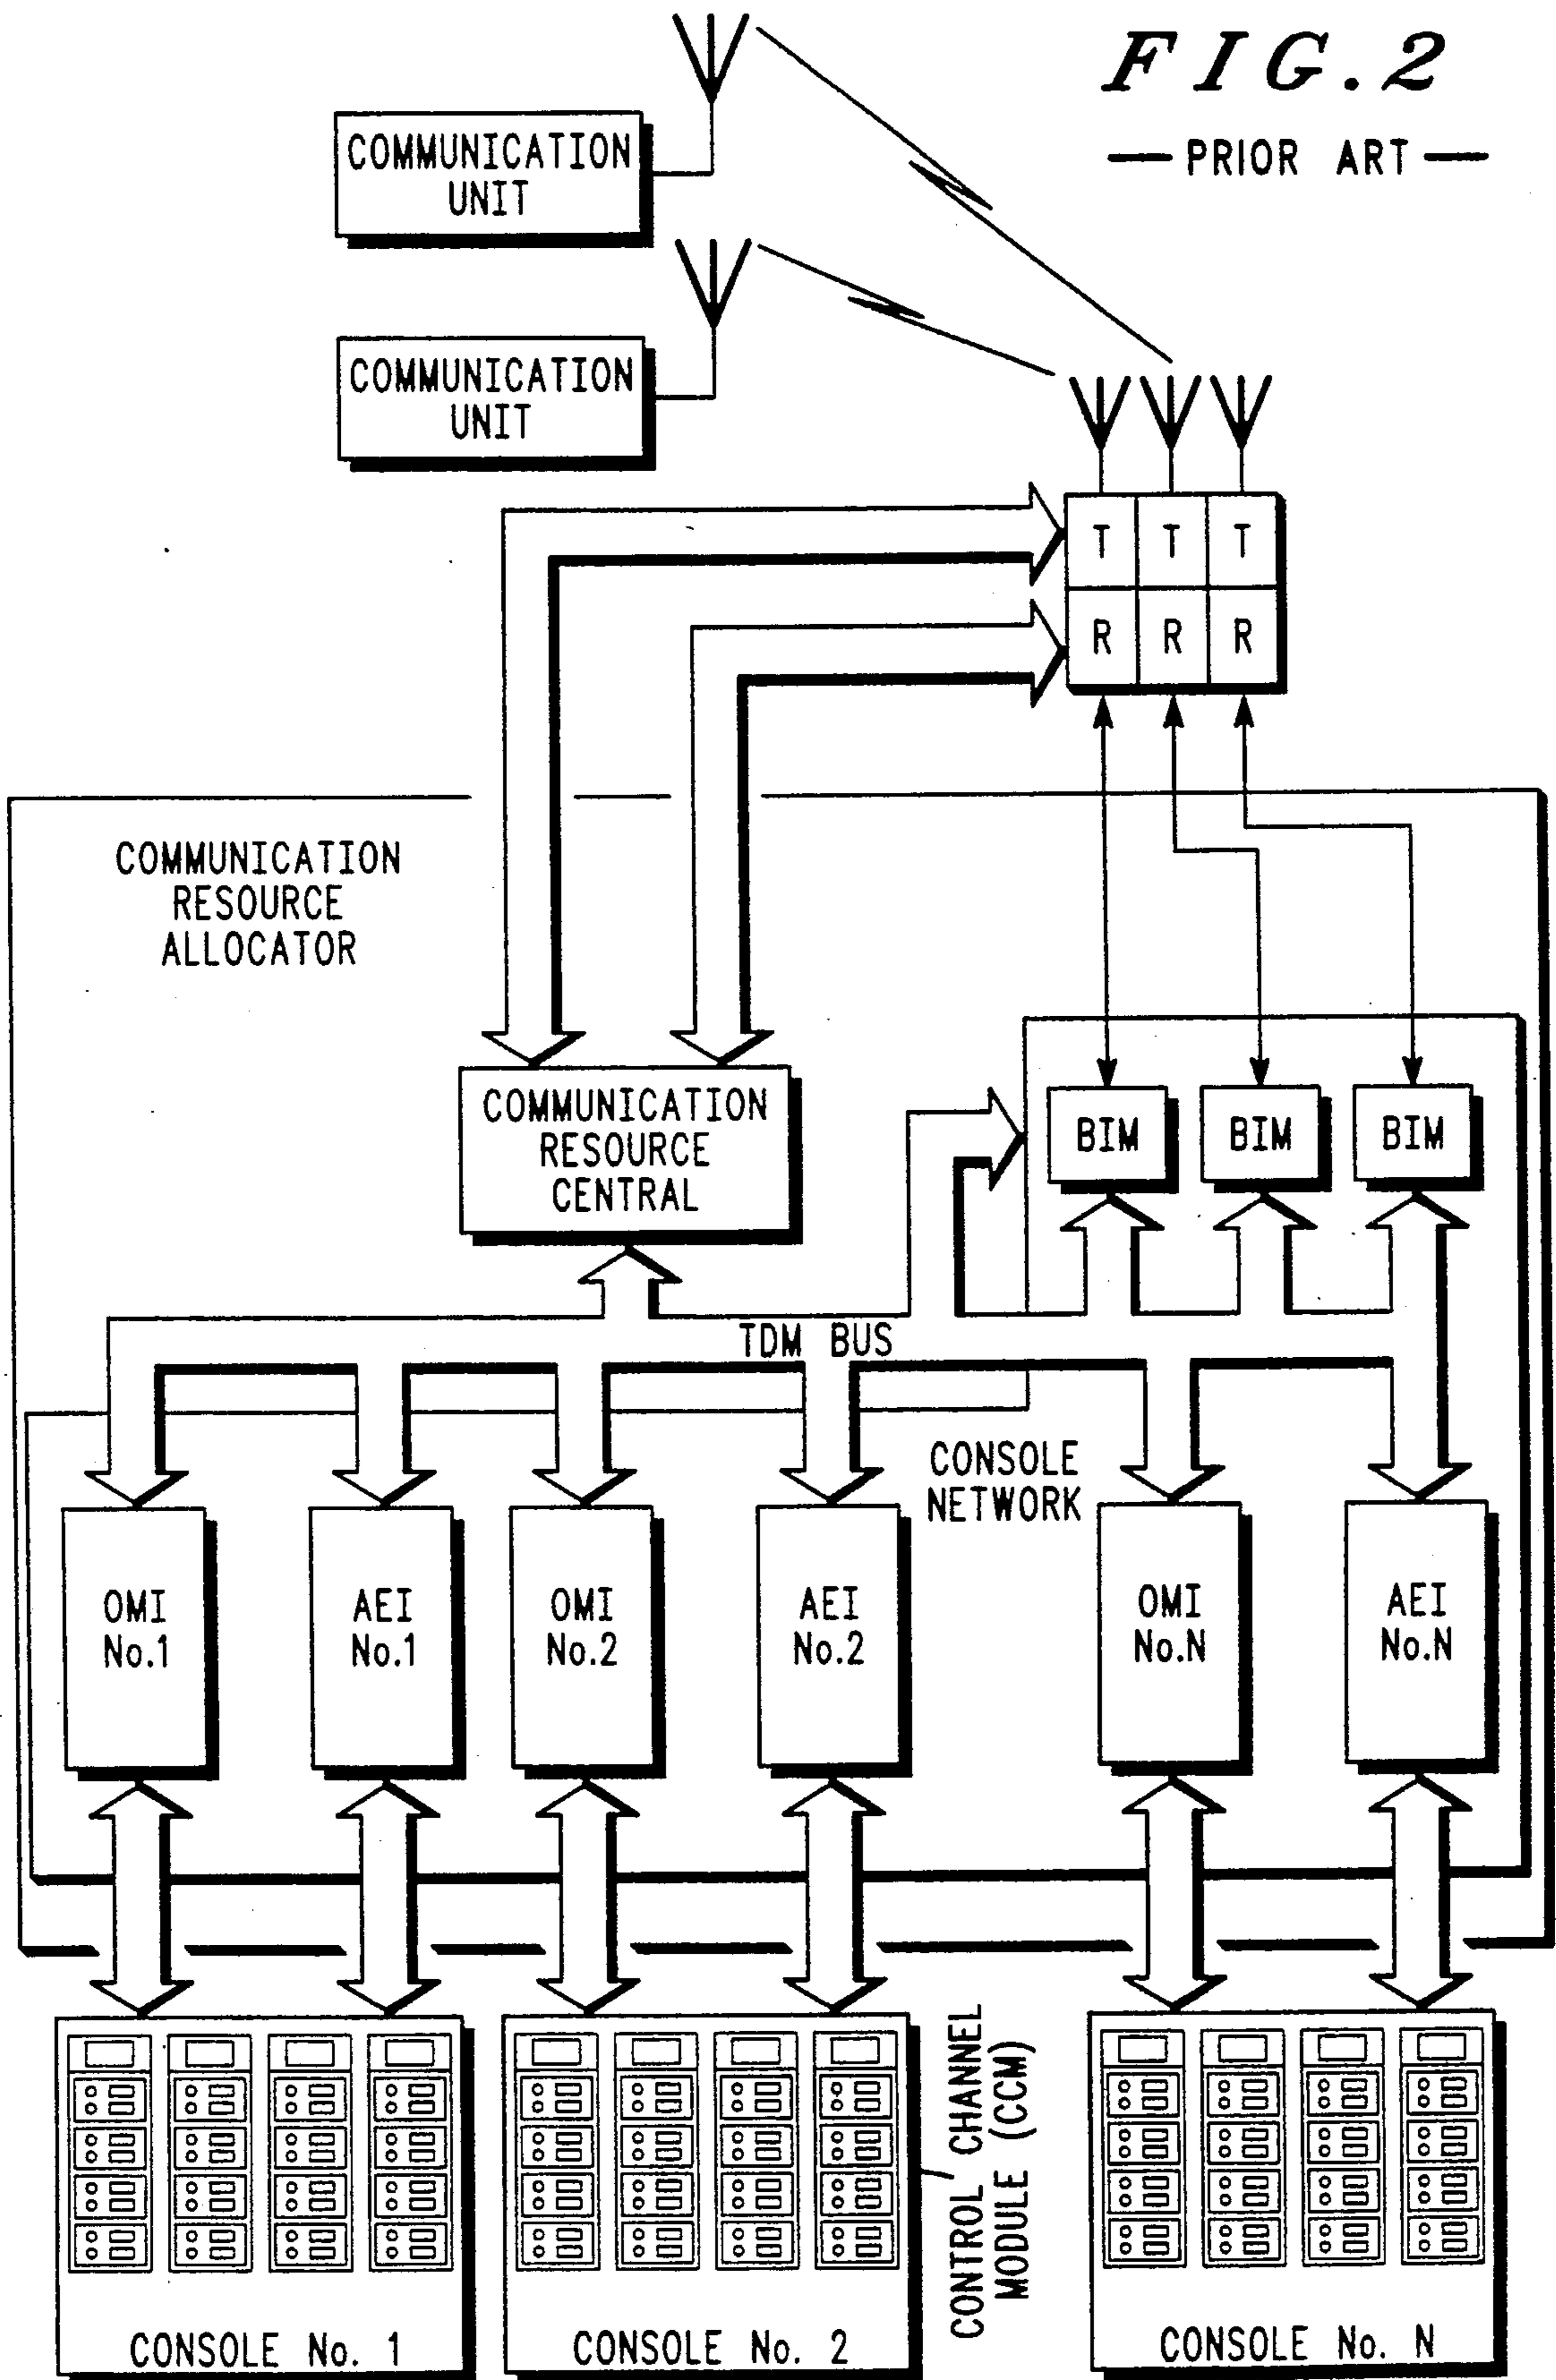 FIG.2
— PRIOR ART —
COMMUNICATION
UNIT
COMMUNICATION
UNIT
T T T
R R R
COMMUNICATION
RESOURCE
ALLOCATOR
COMMUNICATION
RESOURCE
CENTRAL
BIM BIM BIM
TDM BUS
CONSOLE
NETWORK
OMI
No.1
AEI
No.1
OMI
No.2
AEI
No.2
OMI
No.N
AEI
No.N
CONTROL CHANNEL
MODULE (CCM)
CONSOLE No. 1
CONSOLE No. 2
CONSOLE No. N